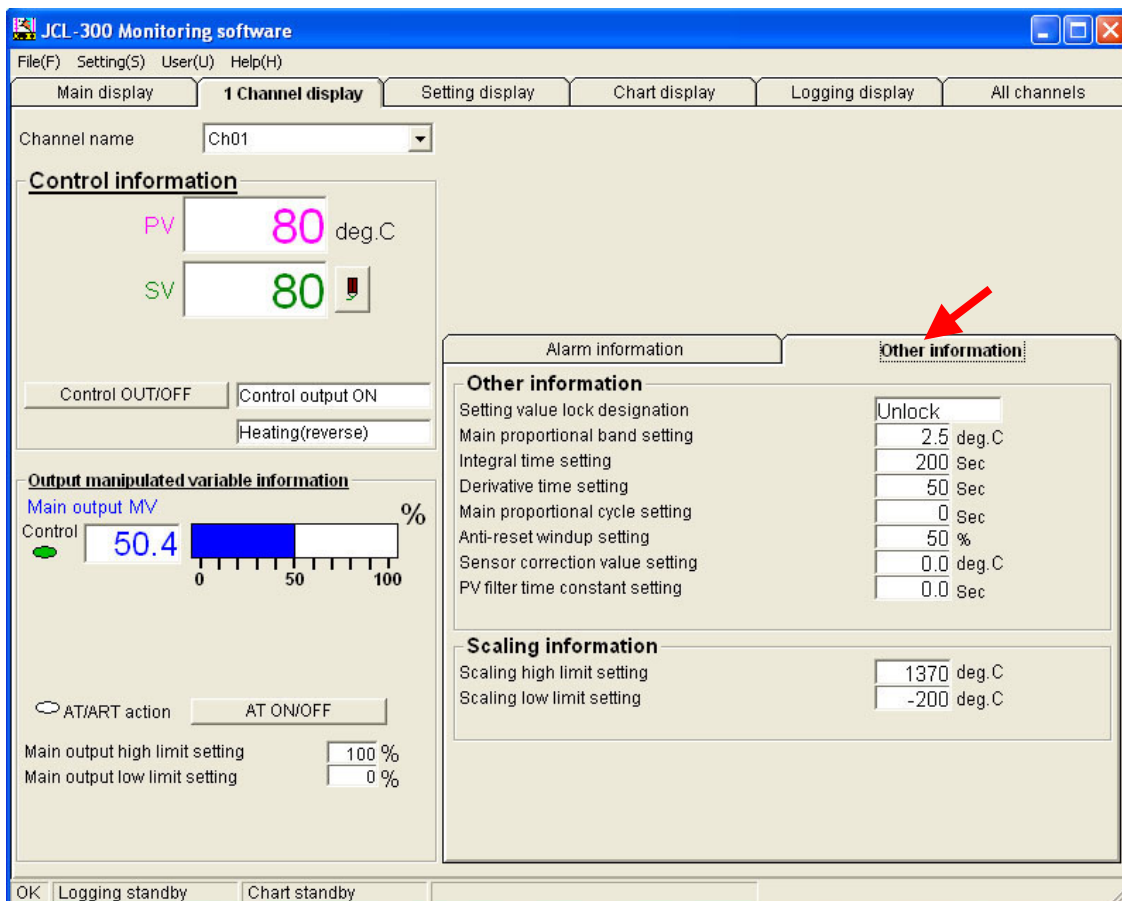 JCL-300 Monitoring software
File(F) Setting(S) User(U) Help(H)
Main display 1 Channel display Setting display Chart display Logging display All channels
Channel name Ch01
Control information
PV 80 deg.C
SV 80
Control OUT/OFF Control output ON
Heating(reverse)
Output manipulated variable information
Main output MV %
Control 50.4
0 50 100
AT/ART action AT ON/OFF
Main output high limit setting 100 %
Main output low limit setting 0 %
Alarm information Other information
Other information
Setting value lock designation Unlock
Main proportional band setting 2.5 deg.C
Integral time setting 200 Sec
Derivative time setting 50 Sec
Main proportional cycle setting 0 Sec
Anti-reset windup setting 50 %
Sensor correction value setting 0.0 deg.C
PV filter time constant setting 0.0 Sec
Scaling information
Scaling high limit setting 1370 deg.C
Scaling low limit setting -200 deg.C
OK Logging standby Chart standby